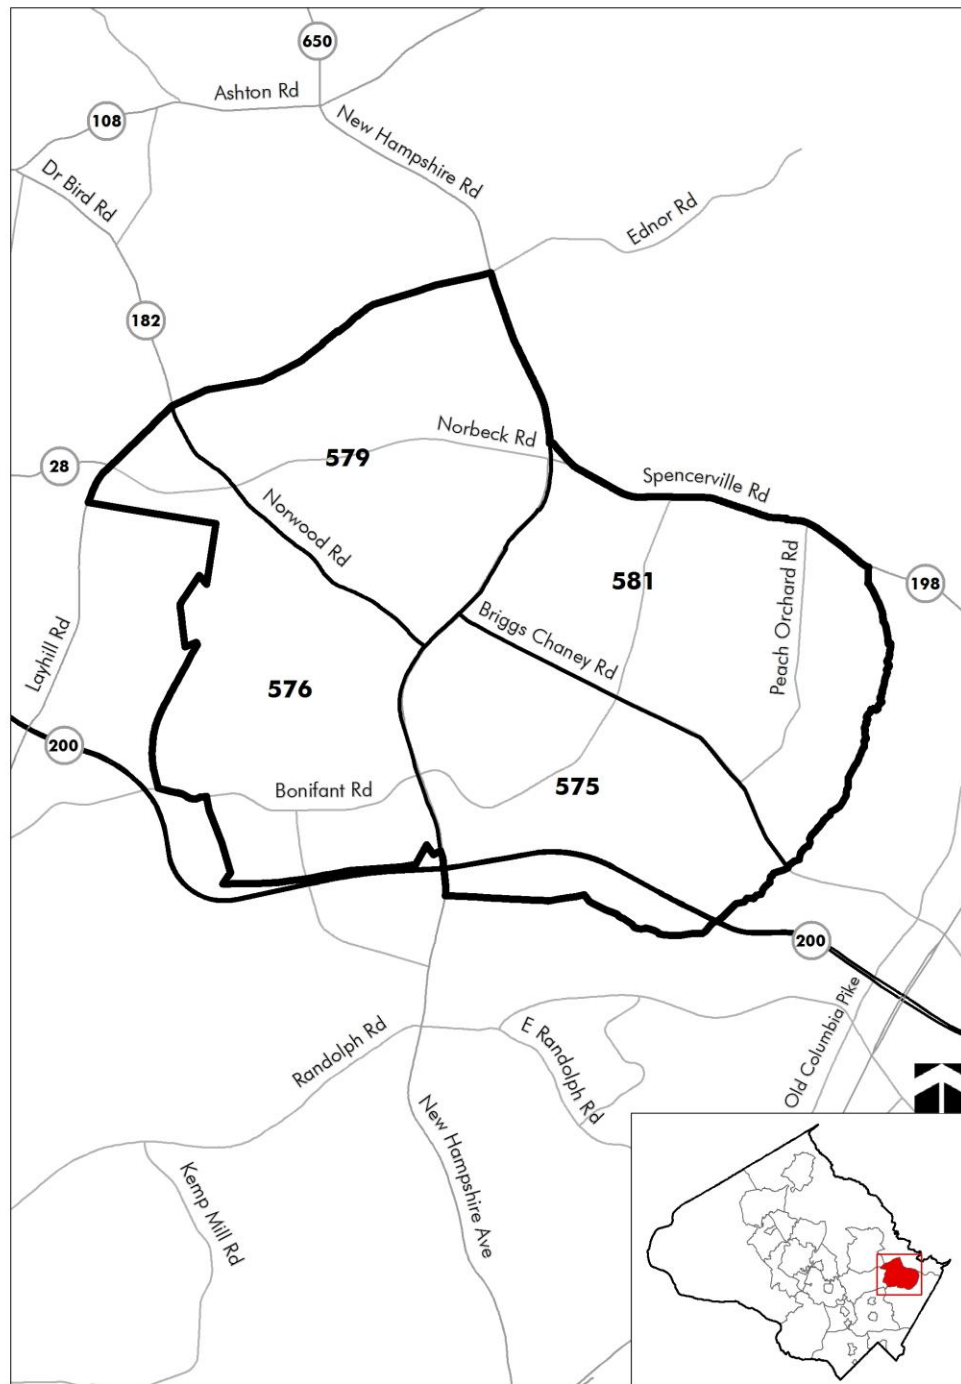 650
Ashton Rd
108
New Hampshire Rd
Dr Bird Rd
Ednor Rd
182
Norbeck Rd
579
28
Spencerville Rd
Norwood Rd
581
198
Peach Orchard Rd
Briggs Chaney Rd
Layhill Rd
576
200
Bonifant Rd
575
200
Old Columbia Pike
Randolph Rd
E Randolph Rd
New Hampshire Ave
Kemp Mill Rd